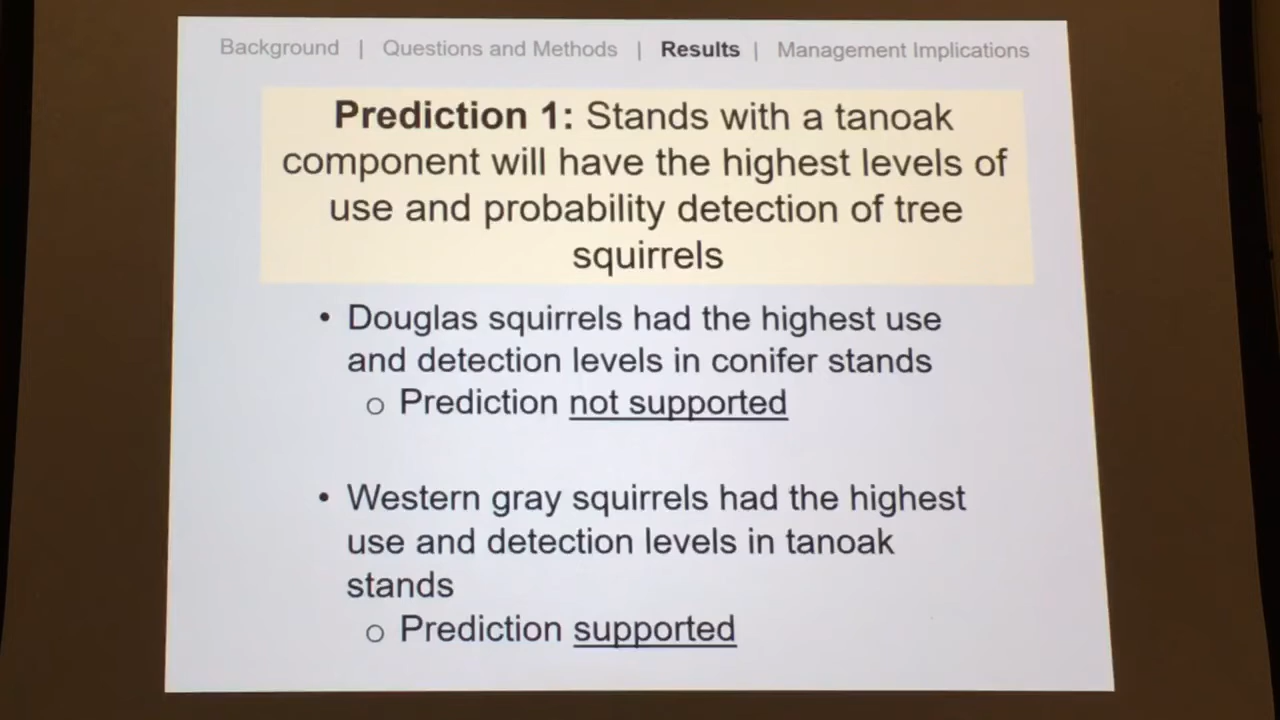 Background | Questions and Methods | Results | Management Implications
Prediction 1: Stands with a tanoak
component will have the highest levels of
use and probability detection of tree
squirrels
• Douglas squirrels had the highest use
and detection levels in conifer stands
o Prediction not supported
• Western gray squirrels had the highest
use and detection levels in tanoak
stands
o Prediction supported